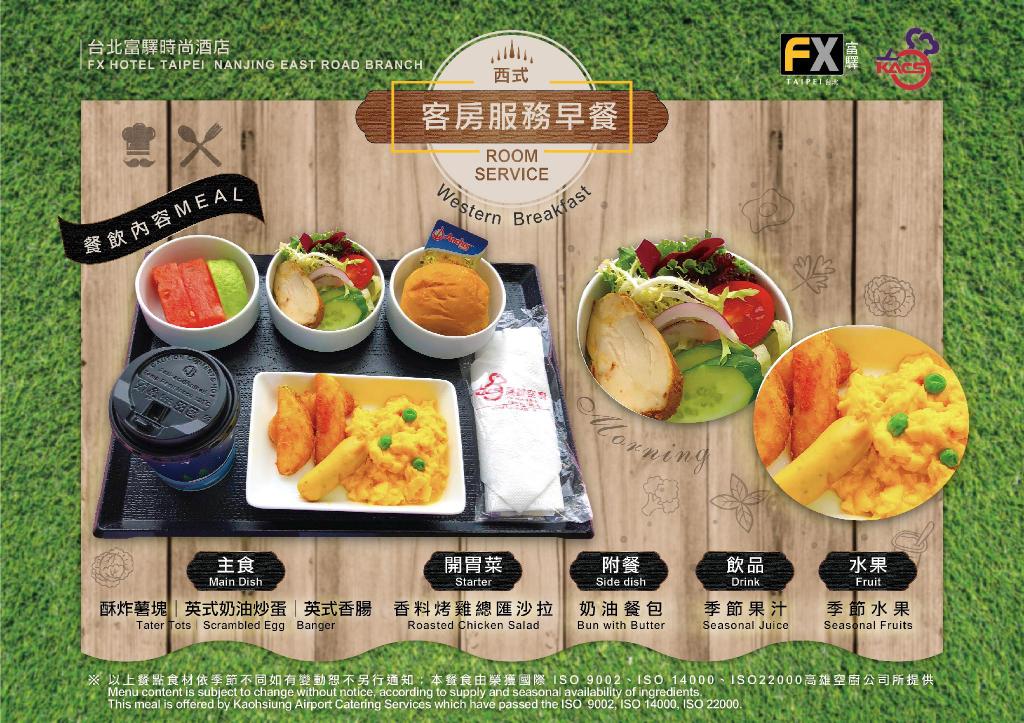 台北富驛時尚酒店
FX HOTEL TAIPEI NANJING EAST ROAD BRANCH
FX
富驛
TAIPEI 台北
KACS
西式
客房服務早餐
ROOM
SERVICE
Western Breakfast
餐飲內容MEAL
Anchor
Morning
主食
Main Dish
開胃菜
Starter
附餐
Side dish
飲品
Drink
水果
Fruit
酥炸薯塊｜英式奶油炒蛋｜英式香腸
Tater Tots｜Scrambled Egg｜Banger
香料烤雞總匯沙拉
Roasted Chicken Salad
奶油餐包
Bun with Butter
季節果汁
Seasonal Juice
季節水果
Seasonal Fruits
※ 以上餐點食材依季節不同如有變動恕不另行通知；本餐食由榮獲國際 ISO 9002、ISO 14000、ISO22000高雄空廚公司所提供
Menu content is subject to change without notice, according to supply and seasonal availability of ingredients.
This meal is offered by Kaohsiung Airport Catering Services which have passed the ISO 9002, ISO 14000, ISO 22000.